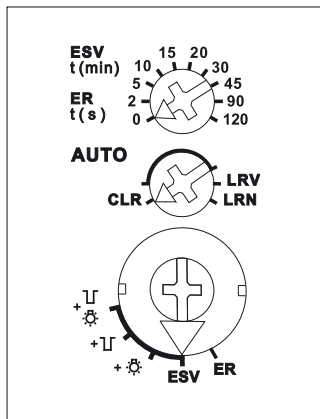 ESV
t (min)
ER
t (s)
0
2
5
10
15
20
30
45
90
120
AUTO
CLR
LRV
LRN
+
+
+
ESV
ER